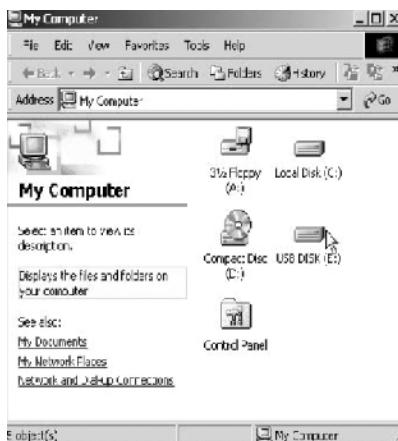 My Computer
File Edit View Favorites Tools Help
Back Search Folders History
Address My Computer Go
My Computer
Select an item to view its
description.
Displays the files and folders on
your computer
See also:
My Documents
My Network Places
Network and Dial-up Connections
3½ Floppy
(A:)
Local Disk (C:)
Compact Disc
(D:)
USB DISK (E:)
Control Panel
5 object(s) My Computer